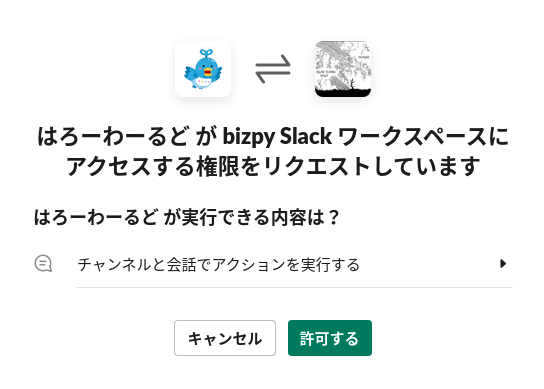 はろーわーるど が bizpy Slack ワークスペースに
アクセスする権限をリクエストしています
はろーわーるど が実行できる内容は？
チャンネルと会話でアクションを実行する
キャンセル
許可する